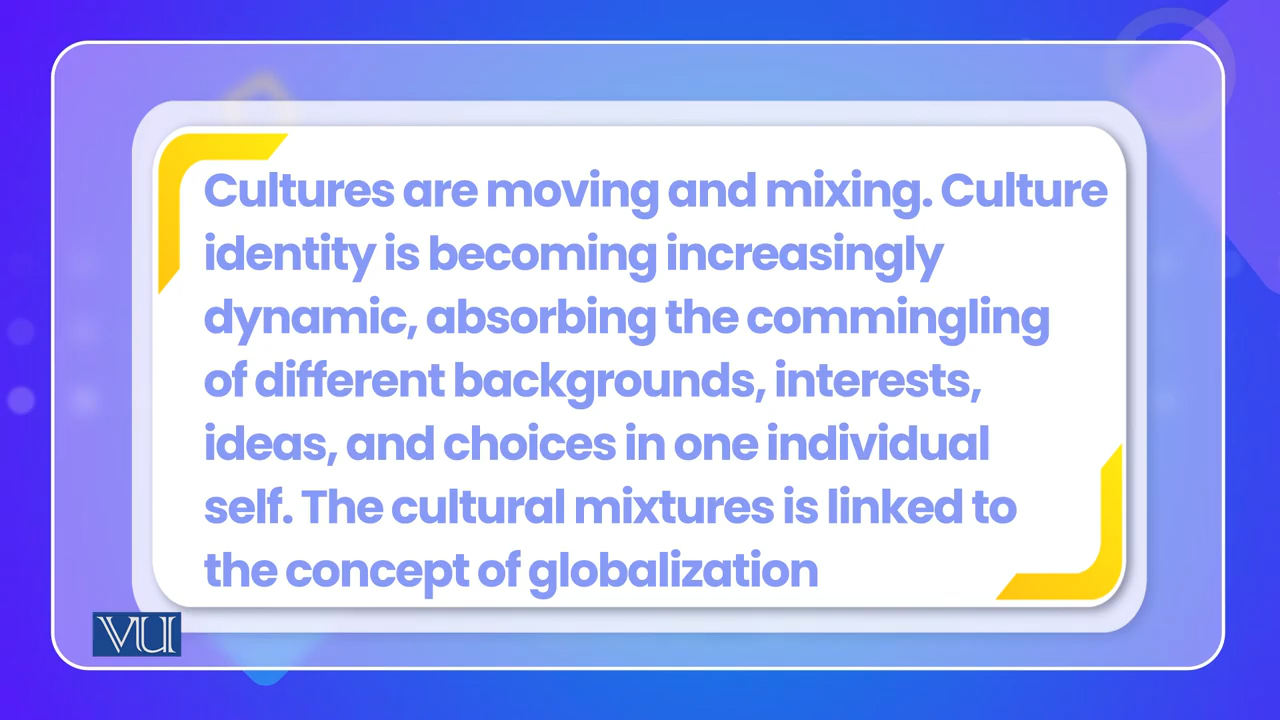 Cultures are moving and mixing. Culture
identity is becoming increasingly
dynamic, absorbing the commingling
of different backgrounds, interests,
ideas, and choices in one individual
self. The cultural mixtures is linked to
the concept of globalization
VU